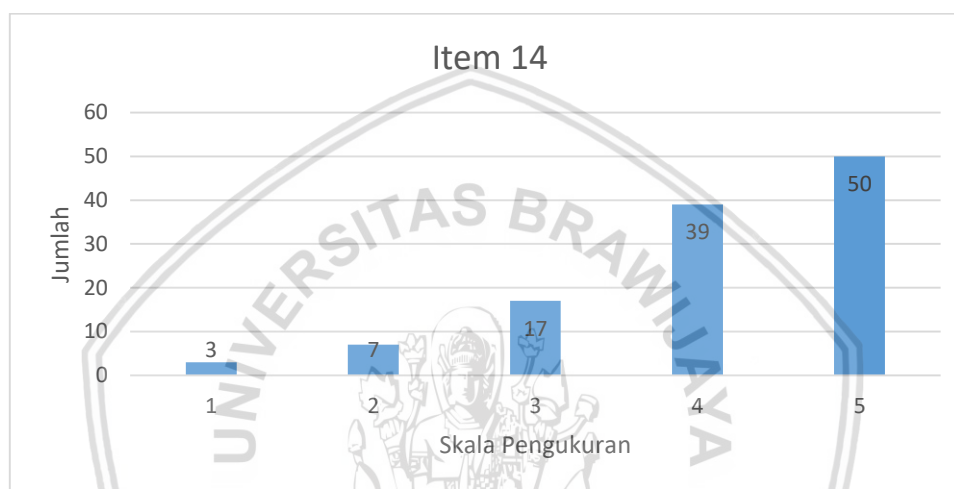 Item 14
Jumlah
60
50
40
30
20
10
0
3
7
17
39
50
1 2 3 4 5
Skala Pengukuran
UNIVERSITAS BRAWIJAYA